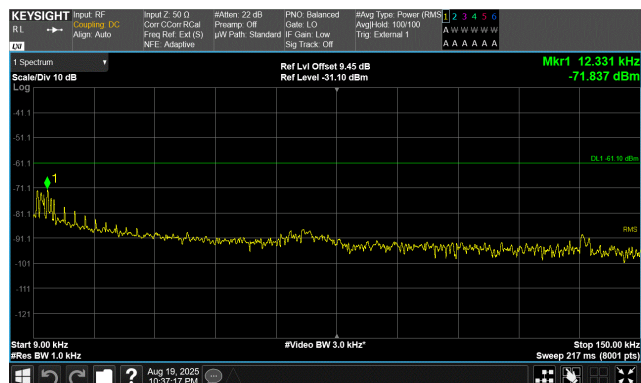 KEYSIGHT Input: RF Input Z: 50 Ω #Atten: 22 dB PNO: Balanced #Avg Type: Power (RMS 1 2 3 4 5 6
R L Coupling: DC Corr CCorr RCal Preamp: Off Gate: LO Avg|Hold: 100/100 A W W W W W
Align: Auto Freq Ref: Ext (S) µW Path: Standard IF Gain: Low Trig: External 1
LXI NFE: Adaptive Sig Track: Off A A A A A A
1 Spectrum
Scale/Div 10 dB
Ref Lvl Offset 9.45 dB
Ref Level -31.10 dBm
Mkr1 12.331 kHz
-71.837 dBm
Log
-41.1
-51.1
-61.1
DL1 -61.10 dBm
1
-71.1
-81.1
RMS
-91.1
-101
-111
-121
Start 9.00 kHz #Video BW 3.0 kHz* Stop 150.00 kHz
#Res BW 1.0 kHz Sweep 217 ms (8001 pts)
? Aug 19, 2025
10:37:17 PM